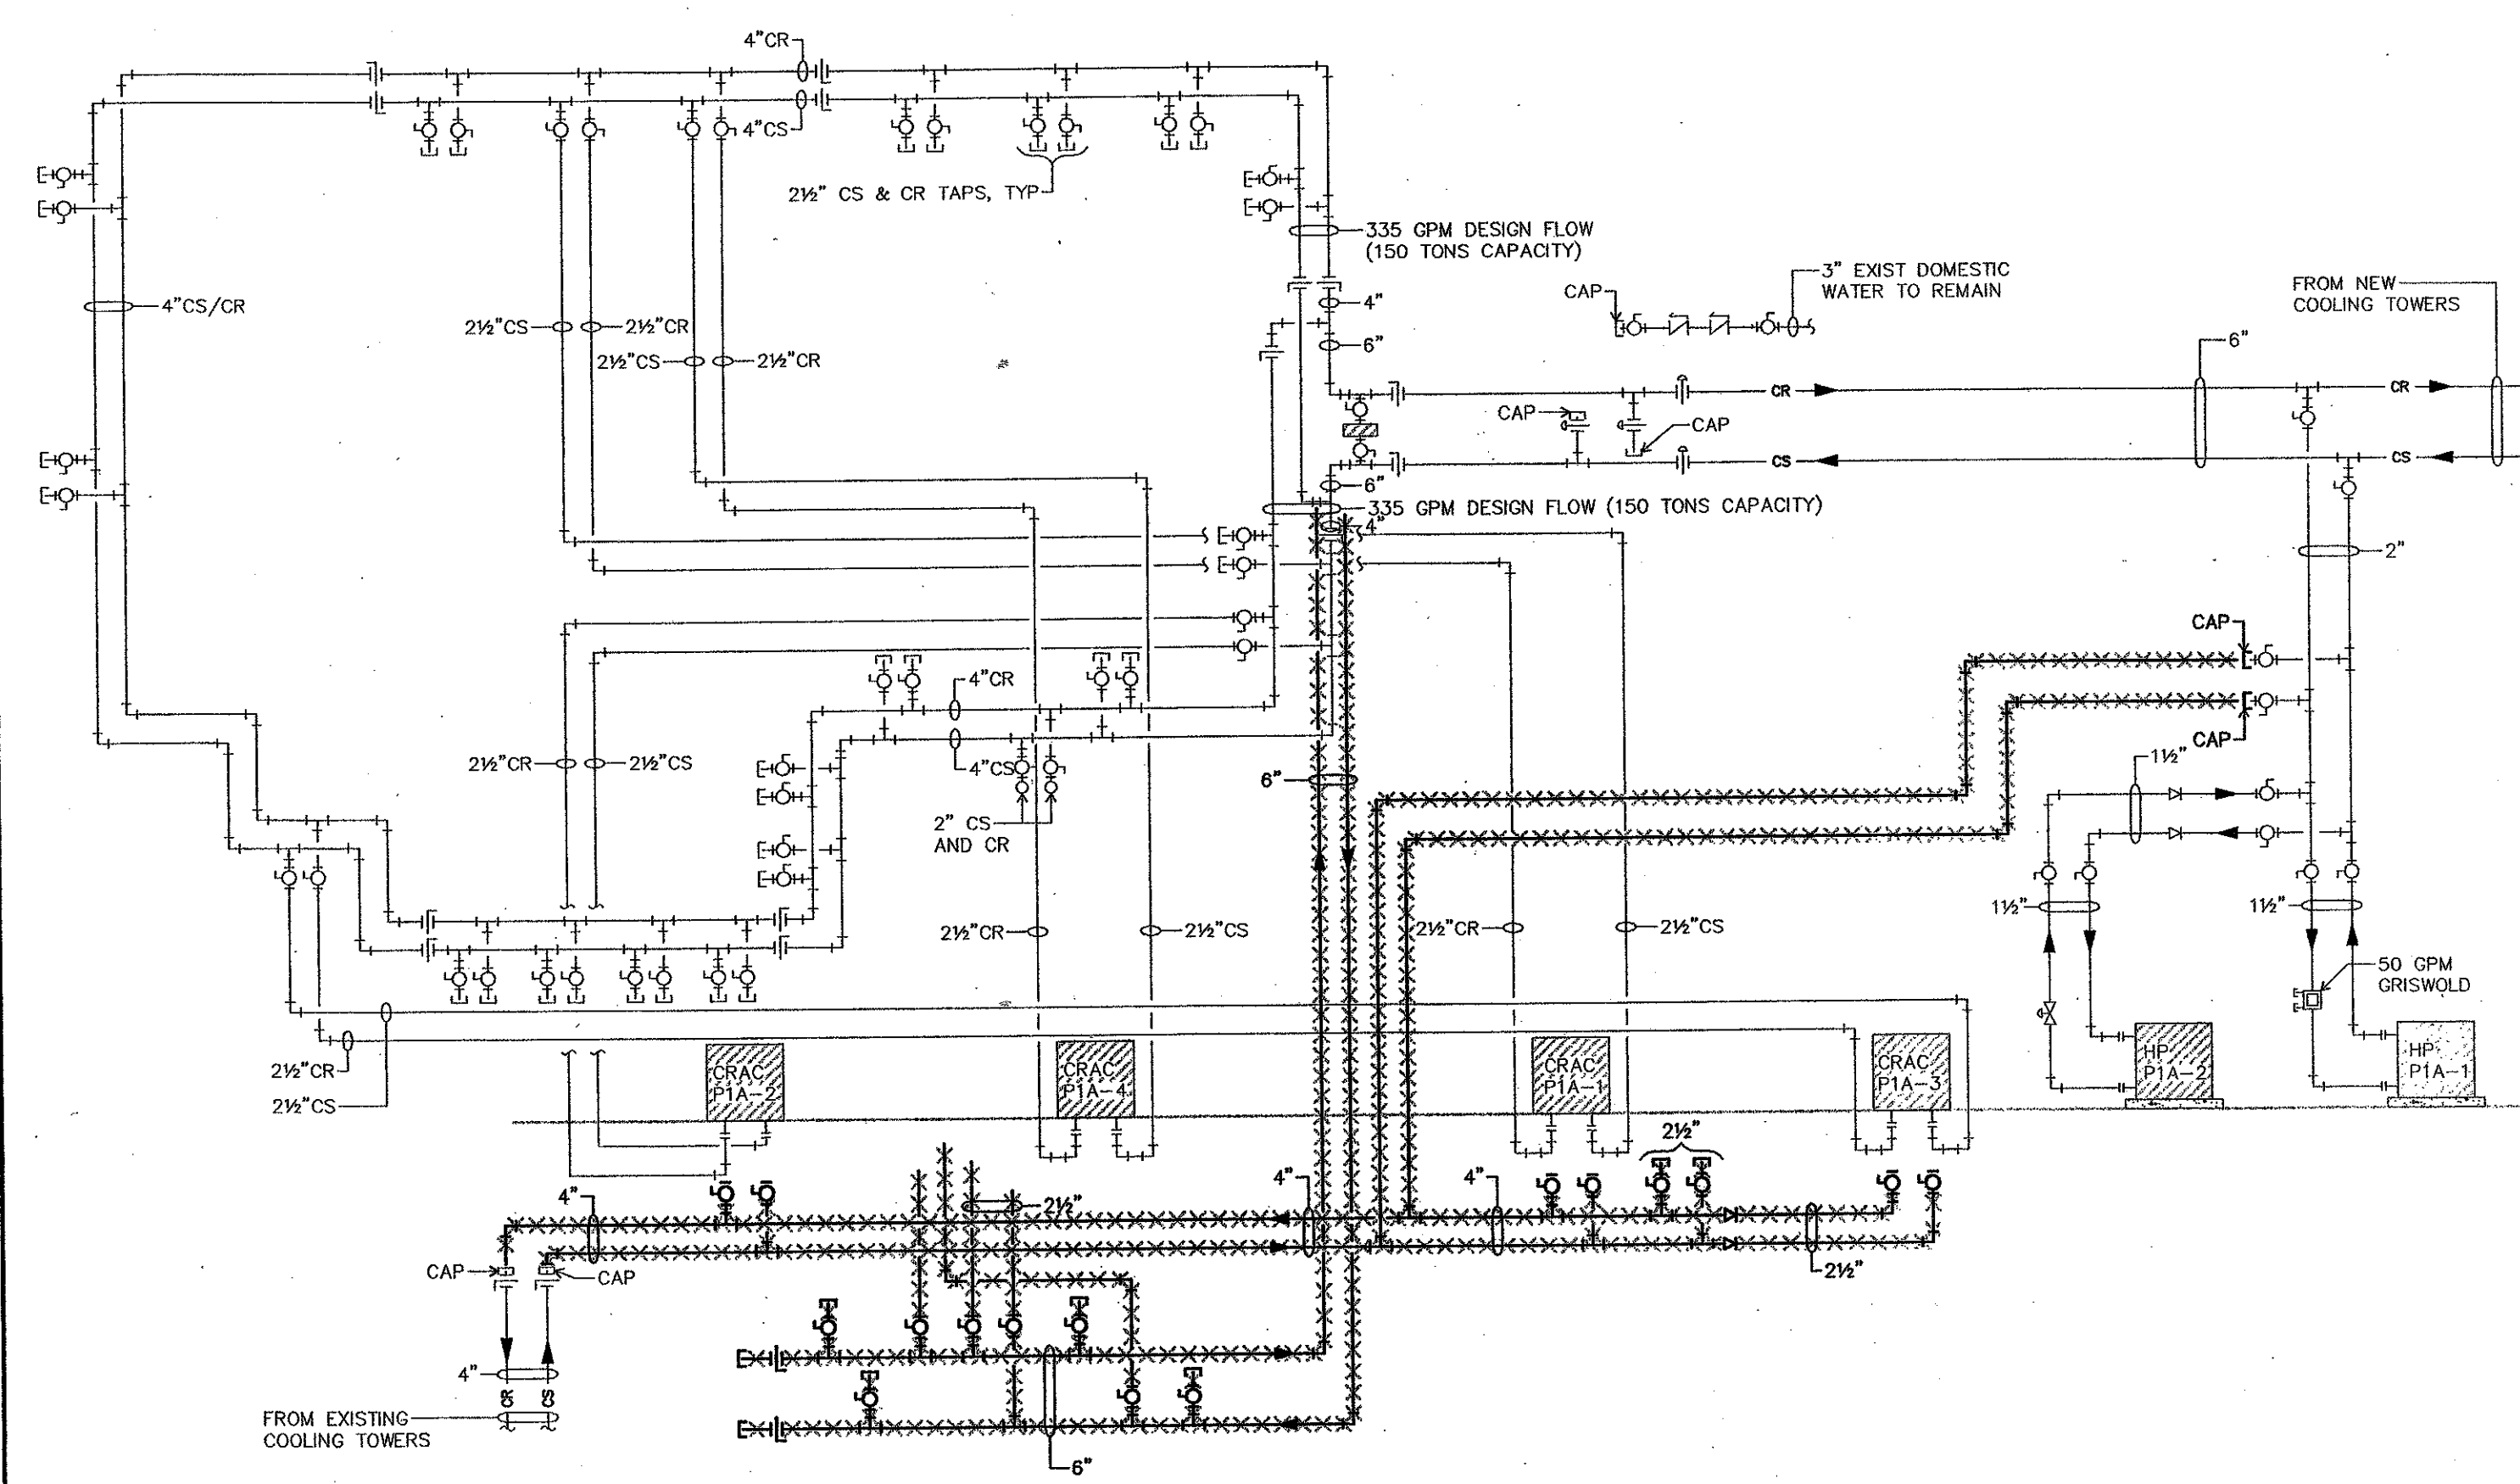 4"CR
4"CS
2½" CS & CR TAPS, TYP
335 GPM DESIGN FLOW
(150 TONS CAPACITY)
3" EXIST DOMESTIC
WATER TO REMAIN
CAP
FROM NEW
COOLING TOWERS
4"CS/CR
2½"CS
2½"CR
2½"CS
2½"CR
4"
6"
6"
CR
CR
CAP
CAP
CS
CS
6"
335 GPM DESIGN FLOW (150 TONS CAPACITY)
4"
2"
CAP
CAP
4"CR
4"CS
2½"CR
2½"CS
2" CS
AND CR
6"
1½"
1½"
1½"
2½"CR
2½"CS
2½"CR
2½"CS
50 GPM
GRISWOLD
2½"CR
2½"CS
CRAC
P1A-2
CRAC
P1A-4
CRAC
P1A-1
CRAC
P1A-3
HP
P1A-2
HP
P1A-1
2½"
4"
2½"
4"
4"
2½"
CAP
CAP
4"
CR
CS
FROM EXISTING
COOLING TOWERS
6"